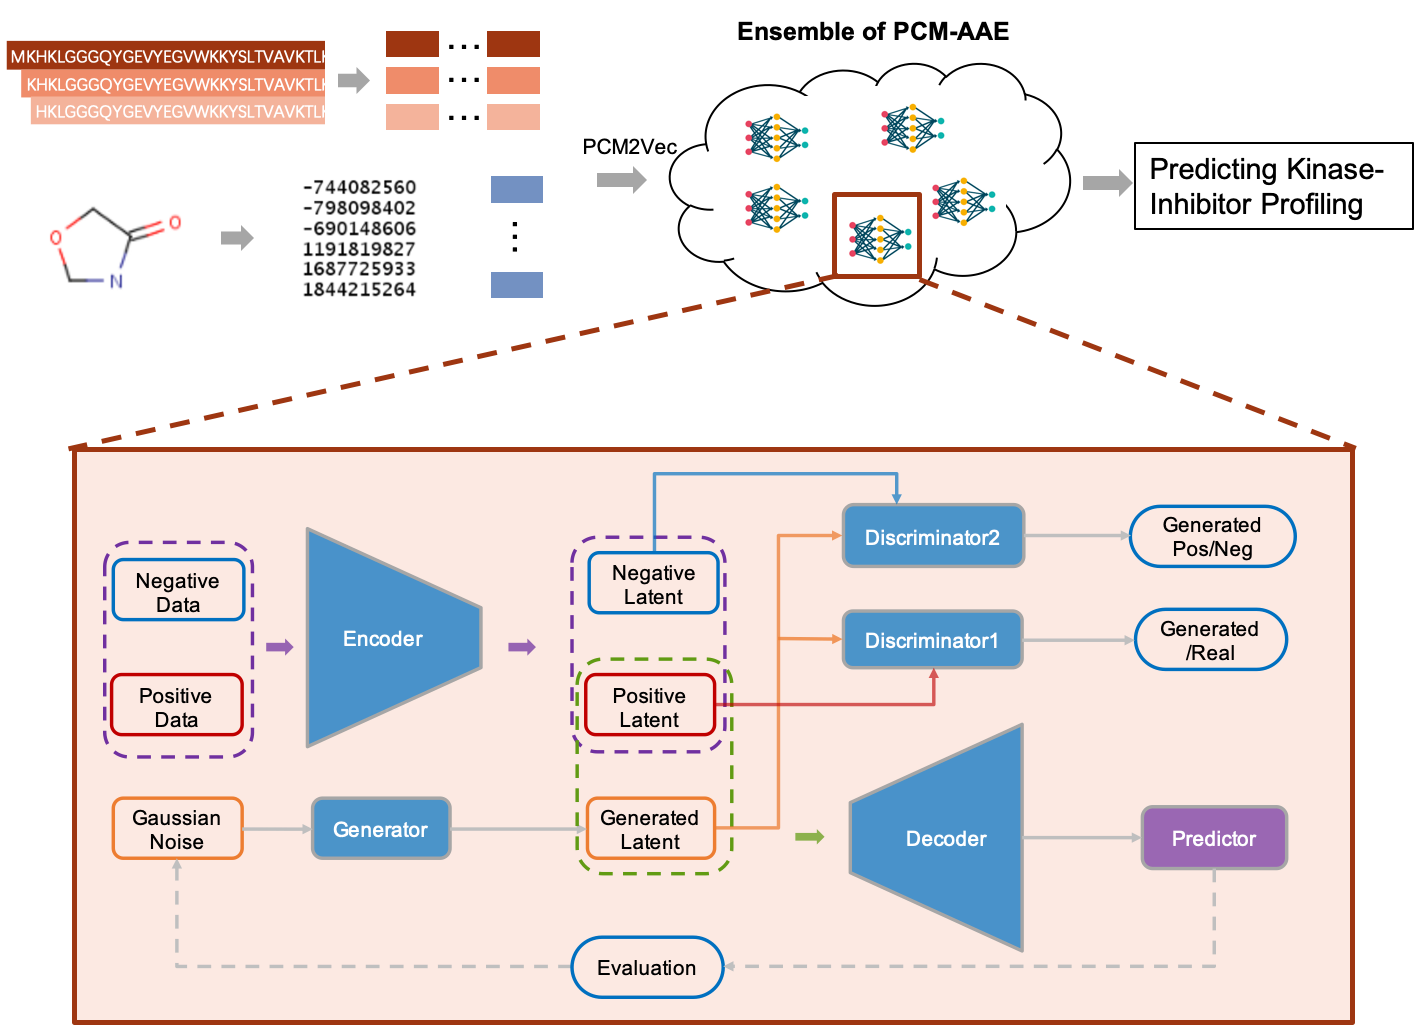 Ensemble of PCM-AAE
MKHKLGGGQYGEVYEGVWKKYSLTVAVKTLK
KHKLGGGQYGEVYEGVWKKYSLTVAVKTLK
HKLGGGQYGEVYEGVWKKYSLTVAVKTLK
...
...
...
PCM2Vec
O
O
N
-744082560
-798098402
-690148606
1191819827
1687725933
1844215264
Predicting Kinase-
Inhibitor Profiling
Negative
Data
Positive
Data
Encoder
Negative
Latent
Positive
Latent
Discriminator2
Generated
Pos/Neg
Discriminator1
Generated
/Real
Gaussian
Noise
Generator
Generated
Latent
Decoder
Predictor
Evaluation